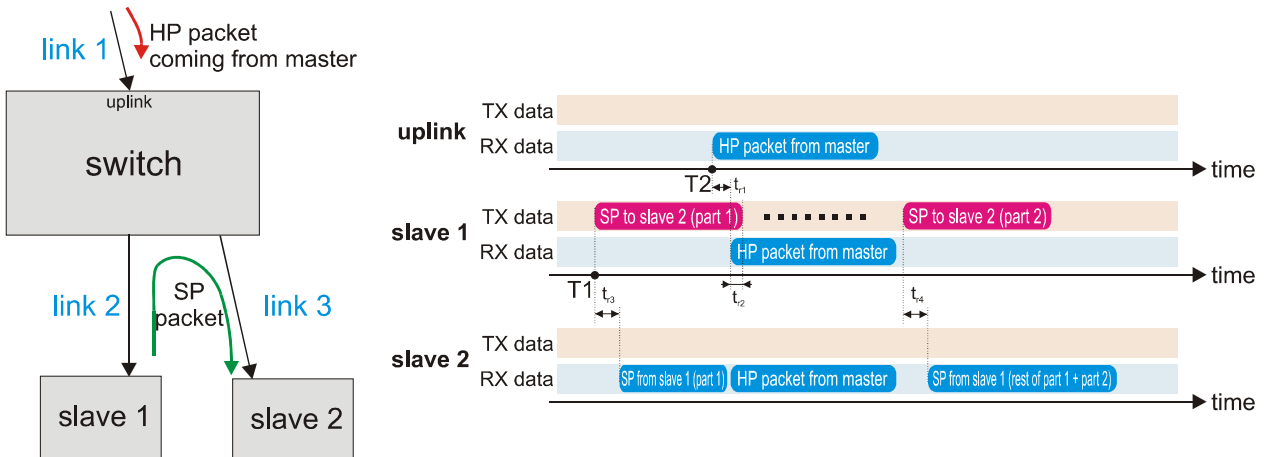 HP packet
coming from master
link 1
uplink
switch
link 2
SP
packet
link 3
slave 1
slave 2
uplink
TX data
RX data
HP packet from master
time
T2
tr1
slave 1
TX data
SP to slave 2 (part 1)
SP to slave 2 (part 2)
RX data
HP packet from master
time
T1
tr3
tr2
tr4
slave 2
TX data
RX data
SP from slave 1 (part 1)
HP packet from master
SP from slave 1 (rest of part 1 + part 2)
time